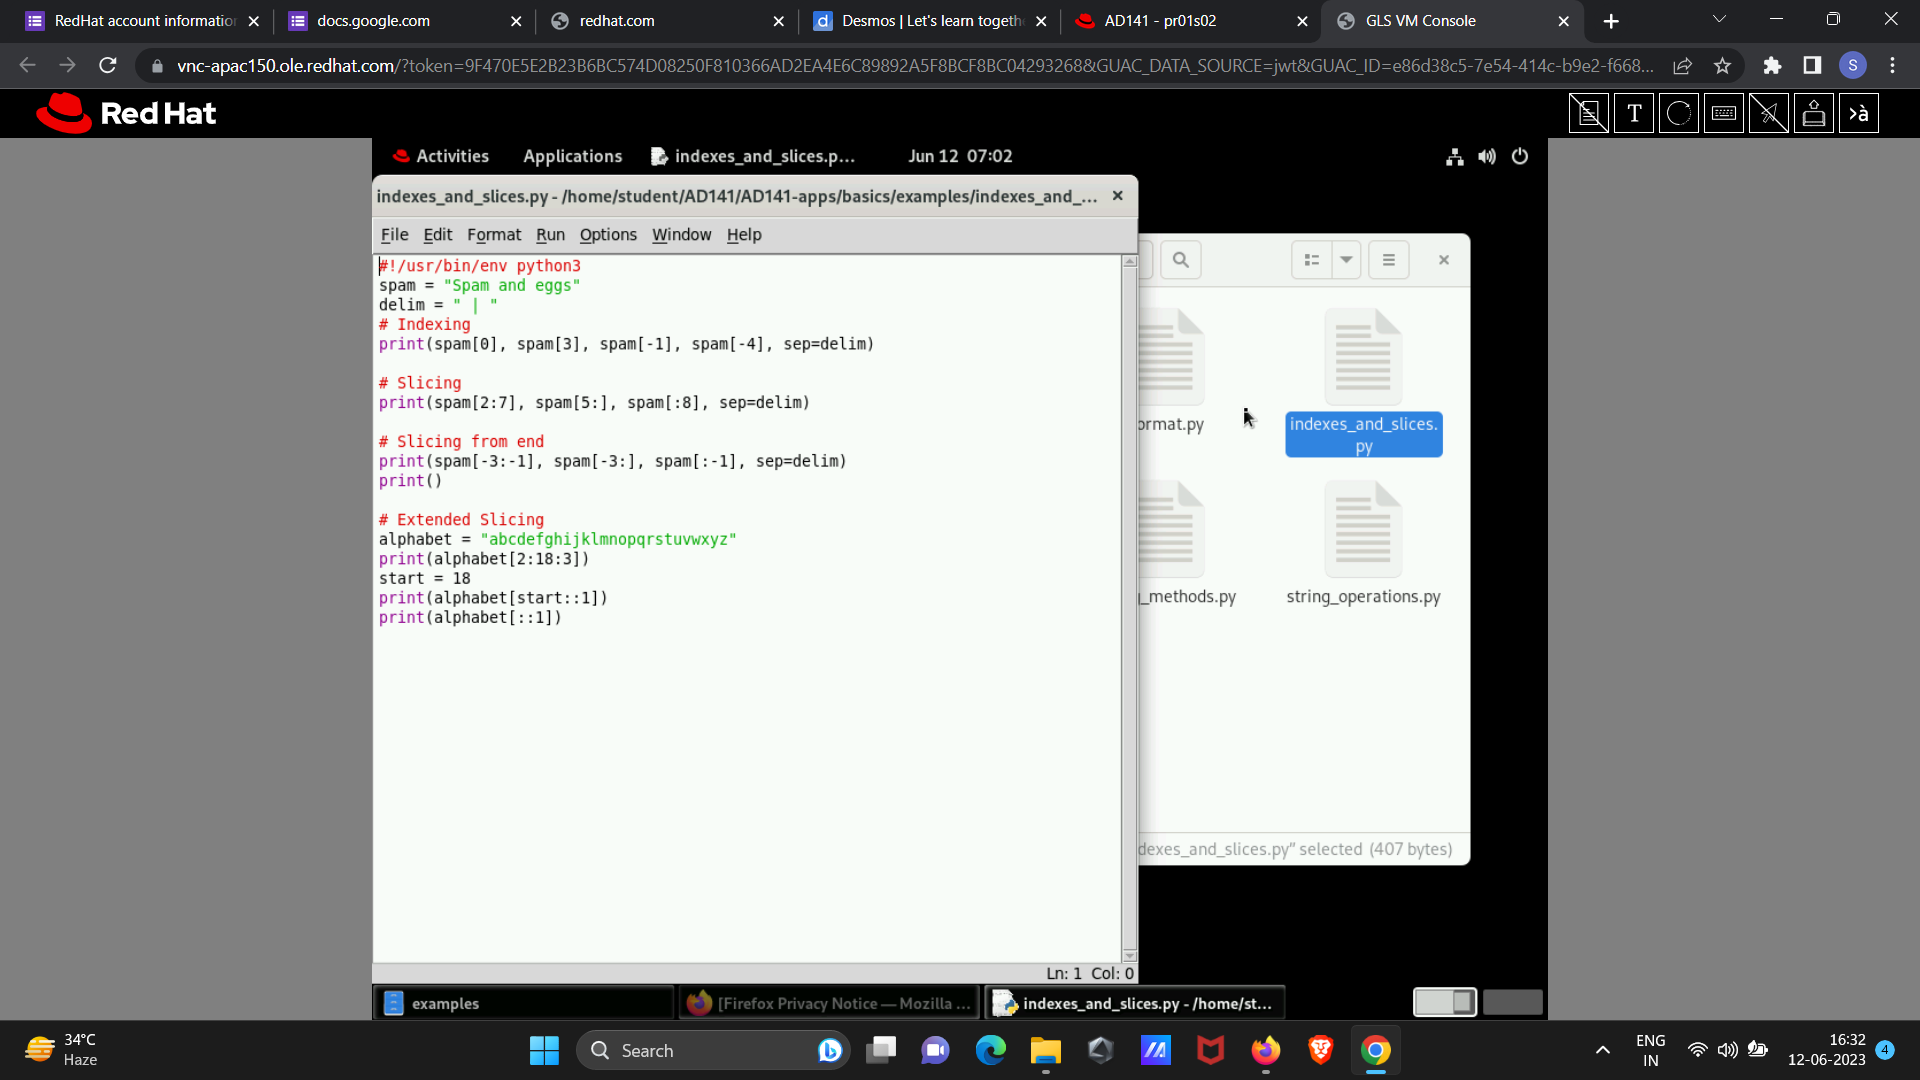 RedHat account information
docs.google.com
redhat.com
Desmos | Let's learn togeth
AD141 - pr01s02
GLS VM Console
vnc-apac150.ole.redhat.com/?token=9F470E5E2B23B6BC574D08250F810366AD2EA4E6C89892A5F8BCF8BC04293268&GUAC_DATA_SOURCE=jwt&GUAC_ID=e86d38c5-7e54-414c-b9e2-f668...
S
Red Hat
T
>à
Activities
Applications
indexes_and_slices.p...
Jun 12 07:02
indexes_and_slices.py - /home/student/AD141/AD141-apps/basics/examples/indexes_and_...
File Edit Format Run Options Window Help
#!/usr/bin/env python3
spam = "Spam and eggs"
delim = " | "
# Indexing
print(spam[0], spam[3], spam[-1], spam[-4], sep=delim)
# Slicing
print(spam[2:7], spam[5:], spam[:8], sep=delim)
# Slicing from end
print(spam[-3:-1], spam[-3:], spam[:-1], sep=delim)
print()
# Extended Slicing
alphabet = "abcdefghijklmnopqrstuvwxyz"
print(alphabet[2:18:3])
start = 18
print(alphabet[start::1])
print(alphabet[::1])
Ln: 1 Col: 0
ormat.py
indexes_and_slices.
py
_methods.py
string_operations.py
dexes_and_slices.py" selected (407 bytes)
examples
[Firefox Privacy Notice — Mozilla ...
indexes_and_slices.py - /home/st...
34°C
Haze
Search
ENG
IN
16:32
12-06-2023
4